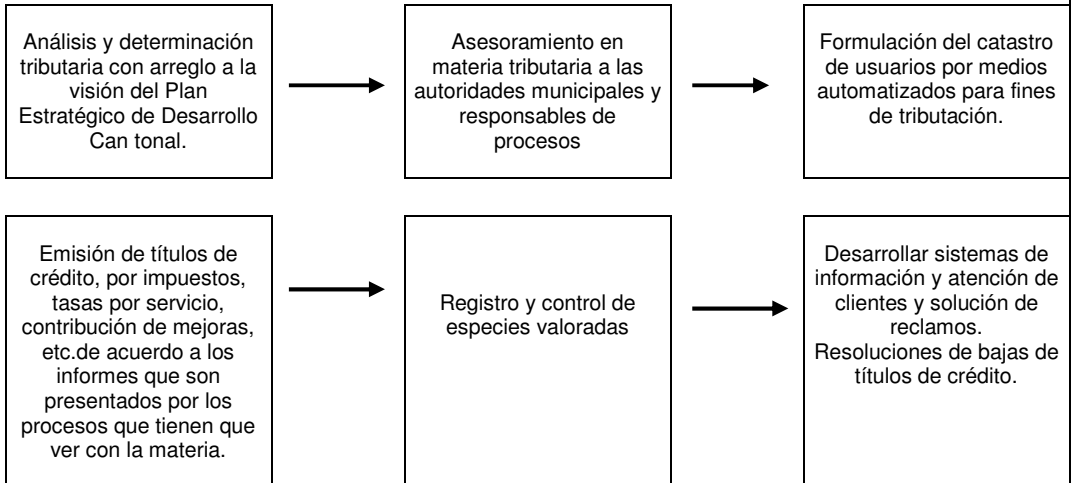 Análisis y determinación
tributaria con arreglo a la
visión del Plan
Estratégico de Desarrollo
Can tonal.
Asesoramiento en
materia tributaria a las
autoridades municipales y
responsables de
procesos
Formulación del catastro
de usuarios por medios
automatizados para fines
de tributación.
Emisión de títulos de
crédito, por impuestos,
tasas por servicio,
contribución de mejoras,
etc.de acuerdo a los
informes que son
presentados por los
procesos que tienen que
ver con la materia.
Registro y control de
especies valoradas
Desarrollar sistemas de
información y atención de
clientes y solución de
reclamos.
Resoluciones de bajas de
títulos de crédito.